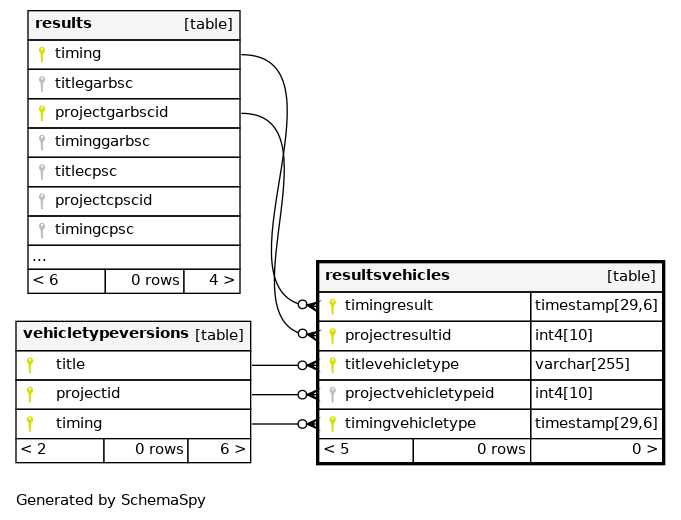 results [table]
timing
titlegarbsc
projectgarbscid
timinggarbsc
titlecpsc
projectcpscid
timingcpsc
...
< 6 0 rows 4 >
vehicletypeversions [table]
title
projectid
timing
< 2 0 rows 6 >
resultsvehicles [table]
timingresult timestamp[29,6]
projectresultid int4[10]
titlevehicletype varchar[255]
projectvehicletypeid int4[10]
timingvehicletype timestamp[29,6]
< 5 0 rows 0 >
Generated by SchemaSpy